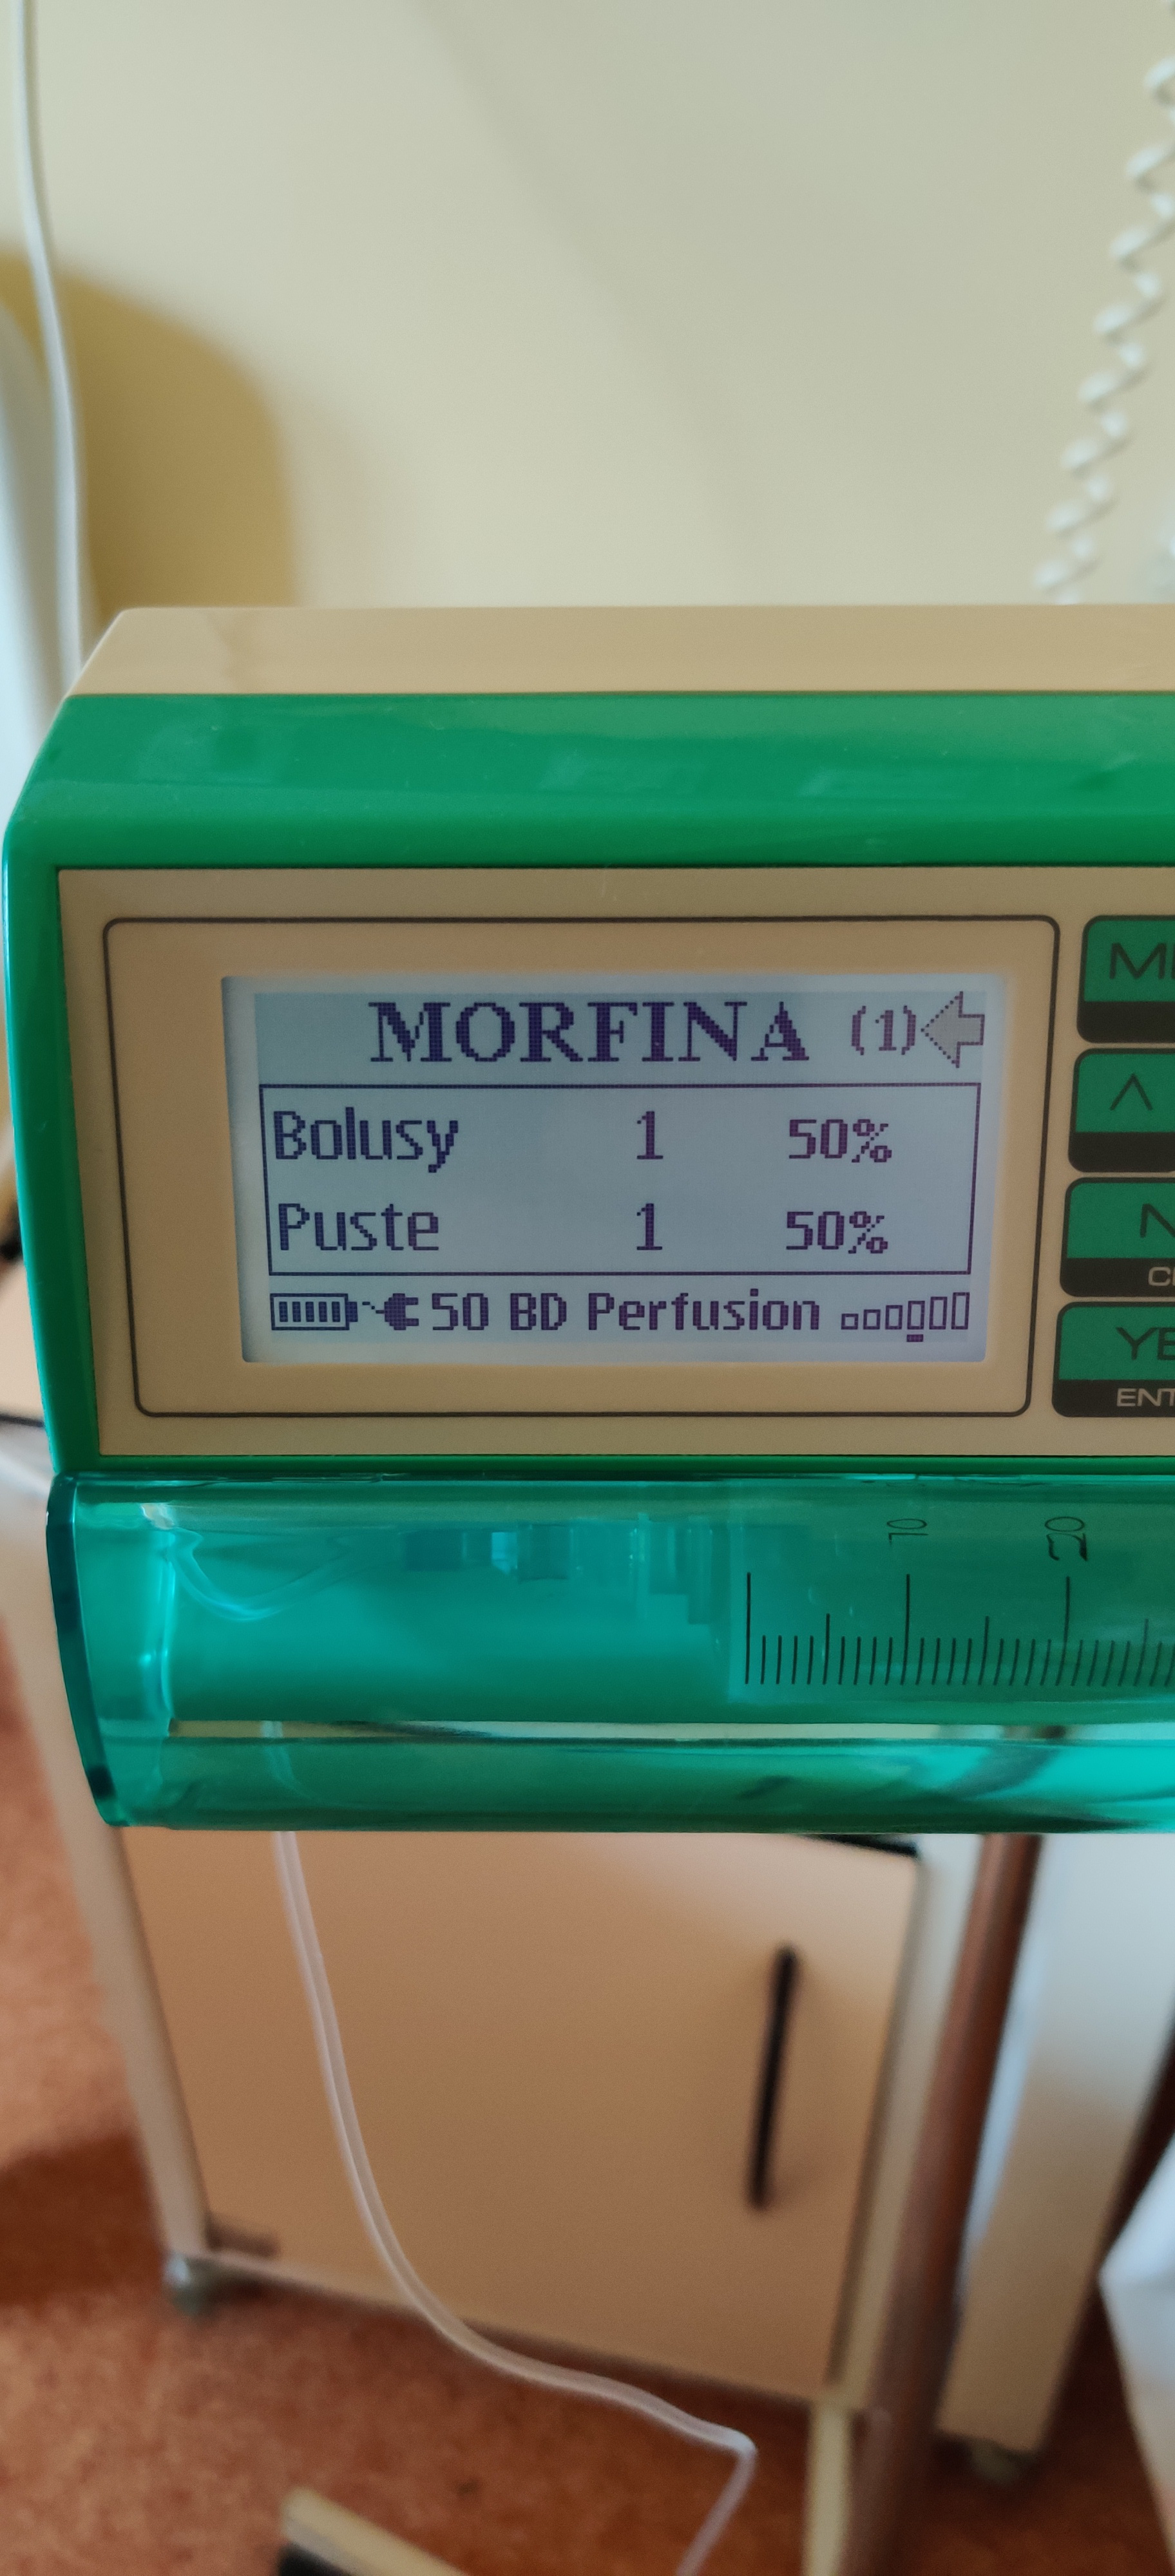 MORFINA (1)
Bolusy 1 50%
Puste 1 50%
50 BD Perfusion
10 20